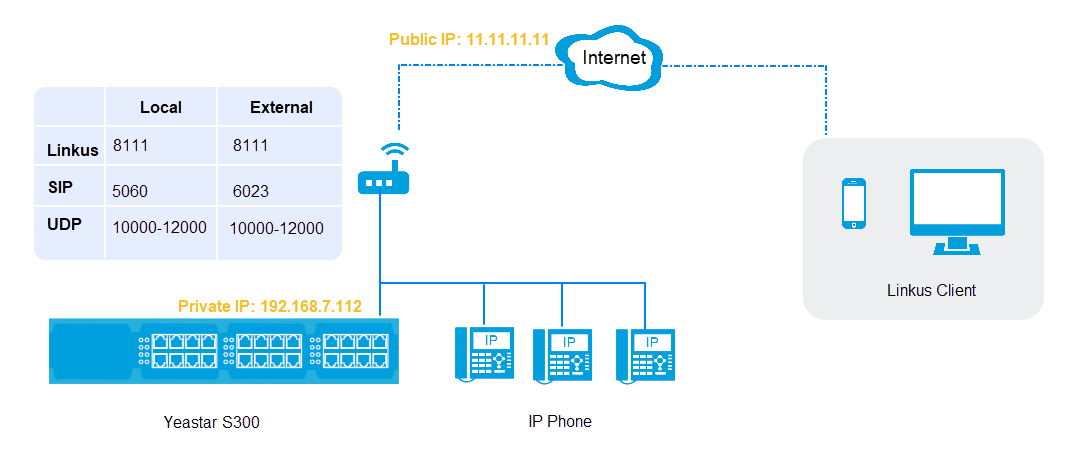 Public IP: 11.11.11.11
Internet
Local External
Linkus 8111 8111
SIP 5060 6023
UDP 10000-12000 10000-12000
Private IP: 192.168.7.112
Linkus Client
IP IP IP
Yeastar S300
IP Phone